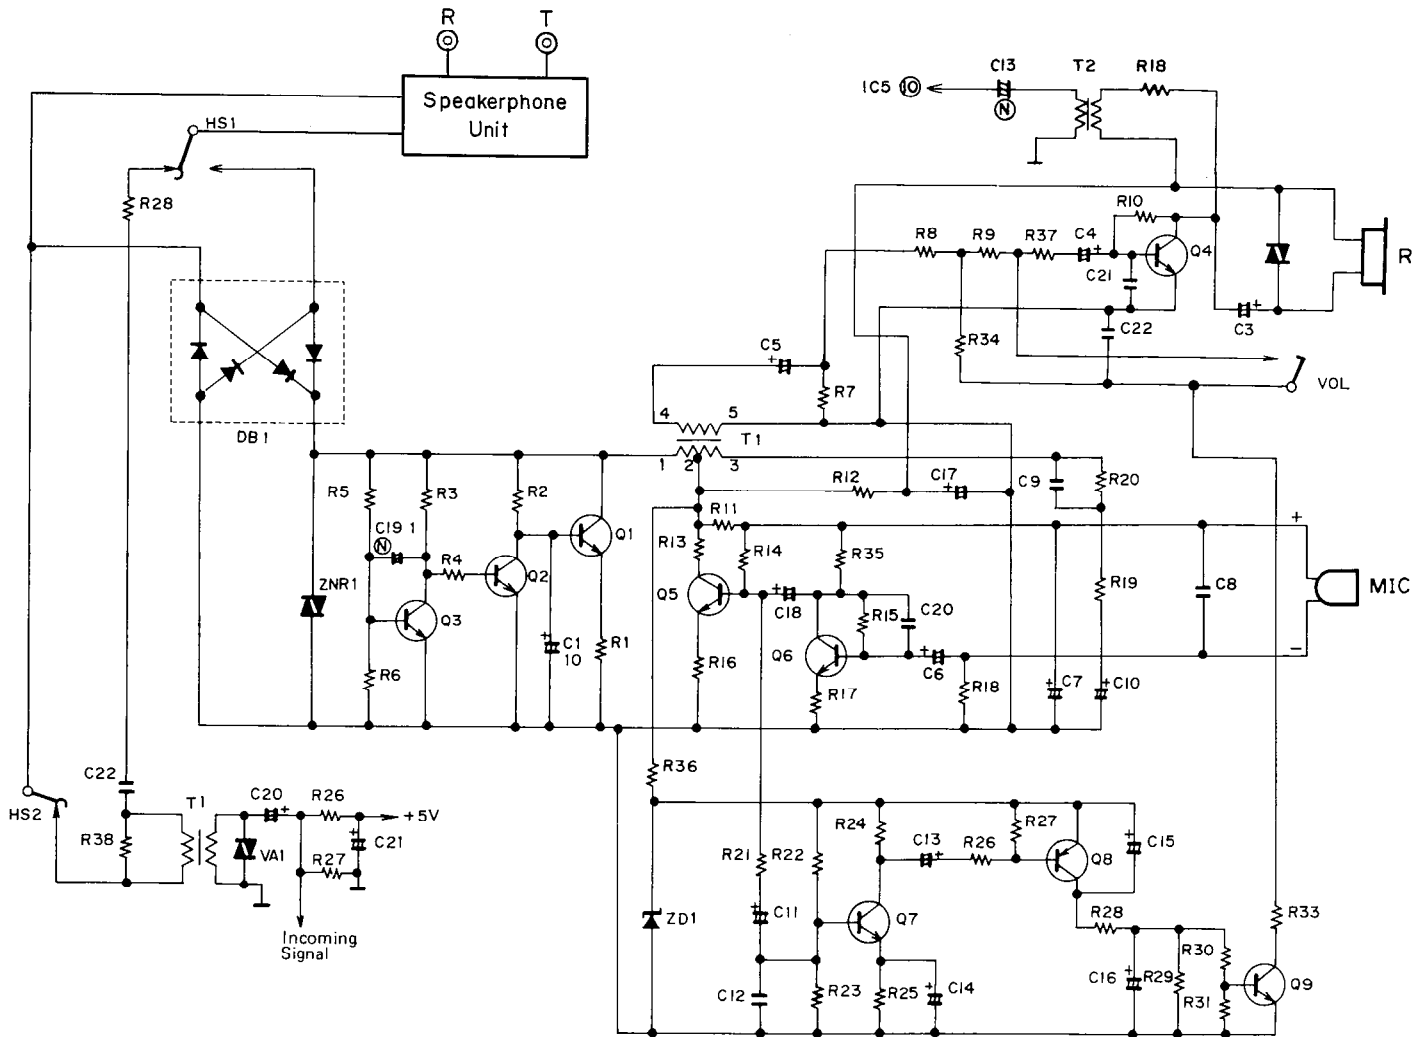 R T
Speakerphone
Unit
HS1
R28
DB1
C13 T2 R18
IC5 10
N
R10
R8 R9 R37 C4
Q4
R
C21
C22
C3
R34
VOL
C5
R7
4 5
T1
1 2 3
R5 R3 R2
C19 1
N
R4
Q1
Q2
ZNR1
Q3
C1
10
R1
R6
R12 C17 C9 R20
R11
R13 R14 R35
+
R19
C8
MIC
Q5
C18
R15 C20
Q6
C6
–
R16
R17
R18 C7 C10
C22
HS2
T1 C20 R26
+5V
R38
VA1
C21
R27
Incoming
Signal
R36
R24
C13 R26
R27
Q8
C15
R21 R22
ZD1
C11
Q7
R28
R33
C12 R23 R25 C14
C16 R29
R30
R31
Q9